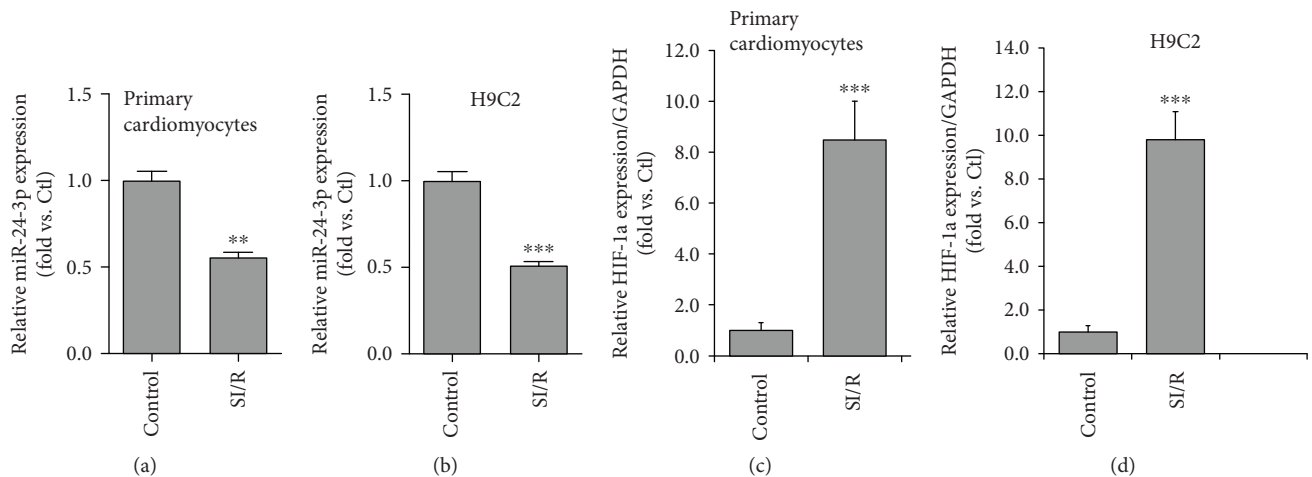 Relative miR-24-3p expression
(fold vs. Ctl)
1.5
1.0
0.5
0.0
Primary
cardiomyocytes
**
Control
SI/R
(a)
Relative miR-24-3p expression
(fold vs. Ctl)
1.5
1.0
0.5
0.0
H9C2
***
Control
SI/R
(b)
Relative HIF-1a expression/GAPDH
(fold vs. Ctl)
Primary
cardiomyocytes
12.0
10.0
8.0
6.0
4.0
2.0
0.0
***
Control
SI/R
(c)
Relative HIF-1a expression/GAPDH
(fold vs. Ctl)
H9C2
12.0
10.0
8.0
6.0
4.0
2.0
0.0
***
Control
SI/R
(d)